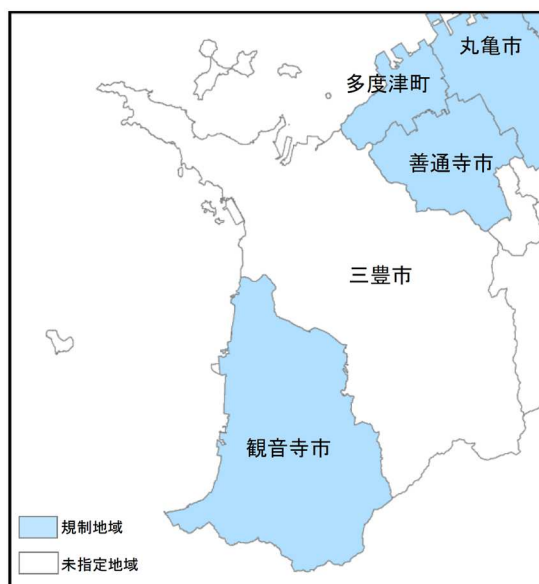 丸亀市
多度津町
善通寺市
三豊市
観音寺市
規制地域
未指定地域